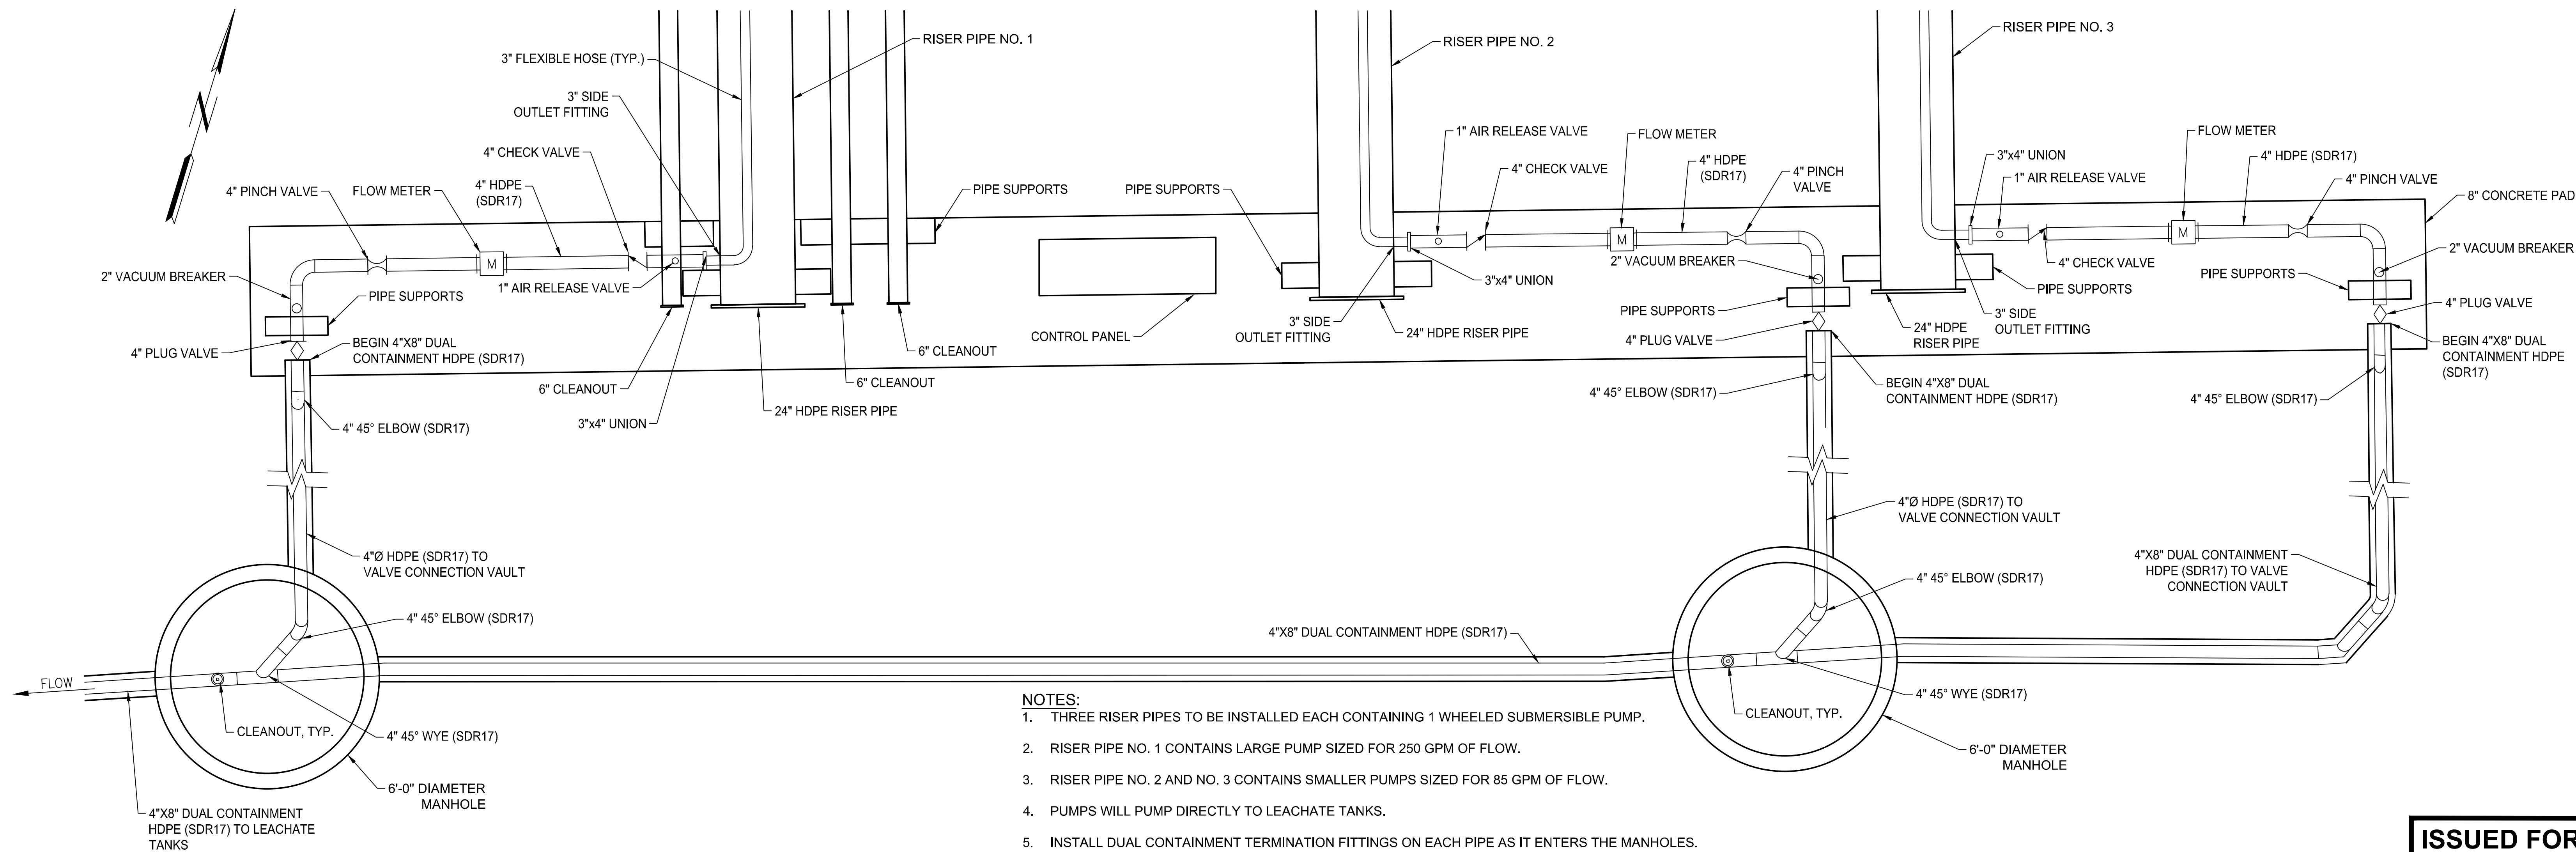 RISER PIPE NO. 1
3" FLEXIBLE HOSE (TYP.)
3" SIDE
OUTLET FITTING
4" CHECK VALVE
4" PINCH VALVE
FLOW METER
4" HDPE
(SDR17)
PIPE SUPPORTS
2" VACUUM BREAKER
M
1" AIR RELEASE VALVE
PIPE SUPPORTS
4" PLUG VALVE
BEGIN 4"X8" DUAL
CONTAINMENT HDPE (SDR17)
6" CLEANOUT
6" CLEANOUT
6" CLEANOUT
24" HDPE RISER PIPE
3"x4" UNION
4" 45° ELBOW (SDR17)
CONTROL PANEL
RISER PIPE NO. 2
1" AIR RELEASE VALVE
FLOW METER
4" CHECK VALVE
4" HDPE
(SDR17)
4" PINCH
VALVE
PIPE SUPPORTS
M
2" VACUUM BREAKER
3"x4" UNION
PIPE SUPPORTS
3" SIDE
OUTLET FITTING
24" HDPE RISER PIPE
4" PLUG VALVE
4" 45° ELBOW (SDR17)
BEGIN 4"X8" DUAL
CONTAINMENT HDPE (SDR17)
RISER PIPE NO. 3
FLOW METER
3"x4" UNION
4" HDPE (SDR17)
1" AIR RELEASE VALVE
4" PINCH VALVE
8" CONCRETE PAD
M
2" VACUUM BREAKER
4" CHECK VALVE
PIPE SUPPORTS
PIPE SUPPORTS
4" PLUG VALVE
3" SIDE
OUTLET FITTING
24" HDPE
RISER PIPE
BEGIN 4"X8" DUAL
CONTAINMENT HDPE
(SDR17)
4" 45° ELBOW (SDR17)
4"Ø HDPE (SDR17) TO
VALVE CONNECTION VAULT
4"Ø HDPE (SDR17) TO
VALVE CONNECTION VAULT
4"X8" DUAL CONTAINMENT
HDPE (SDR17) TO VALVE
CONNECTION VAULT
4" 45° ELBOW (SDR17)
4" 45° ELBOW (SDR17)
4"X8" DUAL CONTAINMENT HDPE (SDR17)
FLOW
CLEANOUT, TYP.
4" 45° WYE (SDR17)
6'-0" DIAMETER
MANHOLE
4"X8" DUAL CONTAINMENT
HDPE (SDR17) TO LEACHATE
TANKS
4" 45° WYE (SDR17)
CLEANOUT, TYP.
6'-0" DIAMETER
MANHOLE
NOTES:
1. THREE RISER PIPES TO BE INSTALLED EACH CONTAINING 1 WHEELED SUBMERSIBLE PUMP.
2. RISER PIPE NO. 1 CONTAINS LARGE PUMP SIZED FOR 250 GPM OF FLOW.
3. RISER PIPE NO. 2 AND NO. 3 CONTAINS SMALLER PUMPS SIZED FOR 85 GPM OF FLOW.
4. PUMPS WILL PUMP DIRECTLY TO LEACHATE TANKS.
5. INSTALL DUAL CONTAINMENT TERMINATION FITTINGS ON EACH PIPE AS IT ENTERS THE MANHOLES.
ISSUED FOR